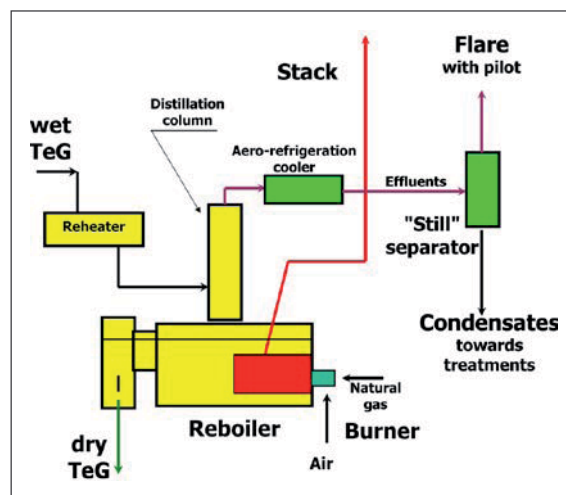 Flare
with pilot
Stack
Distillation
column
wet
TeG
Aero-refrigeration
cooler
Effluents
Reheater
"Still"
separator
Condensates
towards
treatments
Natural
gas
Reboiler
Burner
dry
TeG
Air